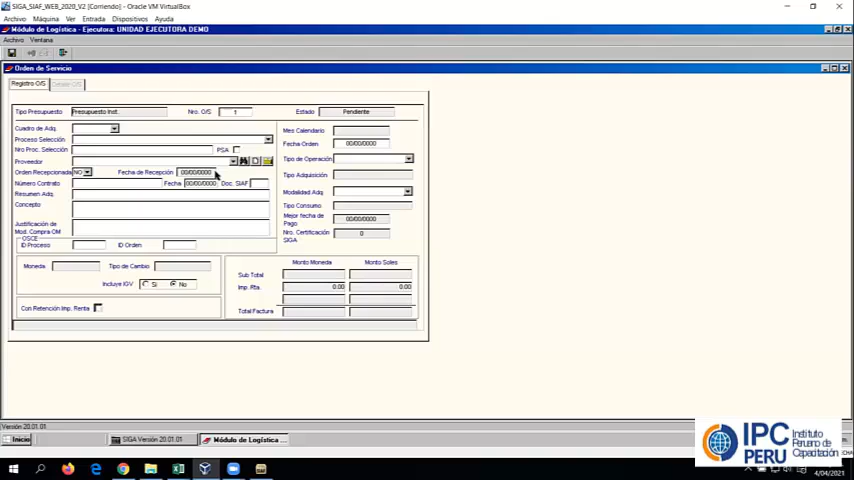 SIGA_SIAF_WEB_2020_V2 [Corriendo] - Oracle VM VirtualBox
Archivo Máquina Ver Entrada Dispositivos Ayuda
Módulo de Logística - Ejecutora: UNIDAD EJECUTORA DEMO
Archivo Ventana
Orden de Servicio
Registro O/S Detalle O/S
Tipo Presupuesto Presupuesto Inst. Nro. O/S 1 Estado Pendiente
Cuadro de Adq. Mes Calendario
Proceso Selección Fecha Orden 00/00/0000
Nro Proc. Selección PSA
Proveedor Tipo de Operación
Orden Recepcionada NO Fecha de Recepción 00/00/0000 Tipo Adquisición
Número Contrato Fecha 00/00/0000 Doc. SIAF
Resumen Adq. Modalidad Adq.
Concepto Tipo Consumo
Mejor fecha de
Pago 00/00/0000
Justificación de
Mod. Compra OM
Nro. Certificación
SIGA 0
OSCE
ID Proceso ID Orden
Moneda Tipo de Cambio Monto Moneda Monto Soles
Sub Total
Incluye IGV Si No Imp. Rta. 0.00 0.00
Con Retención Imp. Renta Total Factura
Versión 20.01.01
Inicio SIGA Versión 20.01.01 Módulo de Logística ...
IPC
PERU
Instituto
Peruano de
Capacitación
4/04/2021